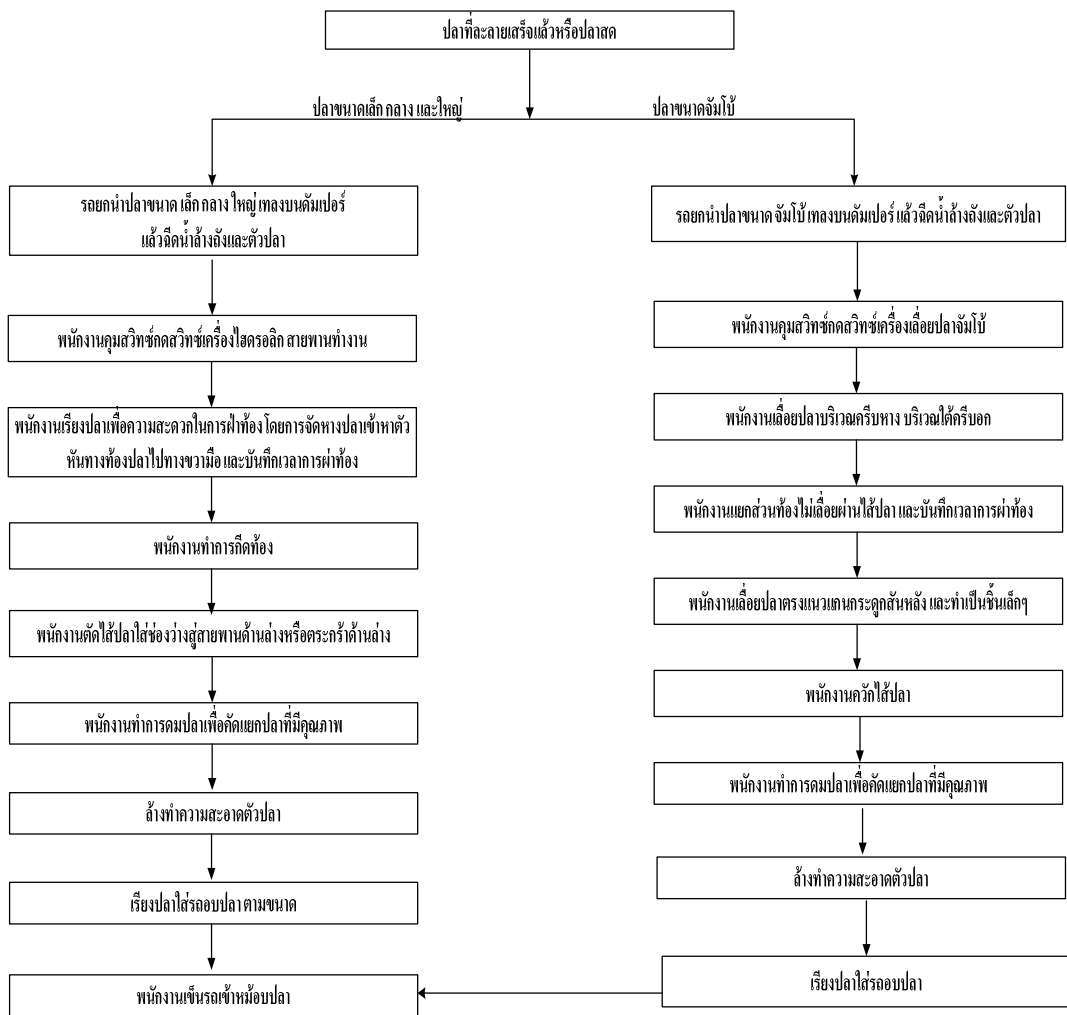 ปลาที่ละลายเสร็จแล้วหรือปลาสด
ปลาขนาดเล็ก กลาง และใหญ่
ปลาขนาดจัมโบ้
รถยกนำปลาขนาด เล็ก กลาง ใหญ่ เทลงบนดัมเปอร์
แล้วฉีดน้ำล้างถังและตัวปลา
พนักงานคุมสวิทซ์กดสวิทซ์เครื่องไฮดรอลิก สายพานทำงาน
พนักงานเรียงปลาเพื่อความสะดวกในการฝ่าท้อง โดยการจัดหางปลาเข้าหาตัว
หันทางท้องปลาไปทางขวามือ และบันทึกเวลาการผ่าท้อง
พนักงานทำการกีดท้อง
พนักงานตัดไส้ปลาใส่ช่องว่างสู่สายพานด้านล่างหรือตระกร้าด้านล่าง
พนักงานทำการดมปลาเพื่อคัดแยกปลาที่มีคุณภาพ
ล้างทำความสะอาดตัวปลา
เรียงปลาใส่รถอบปลา ตามขนาด
พนักงานเข็นรถเข้าหม้อบปลา
รถยกนำปลาขนาด จัมโบ้ เทลงบนดัมเปอร์ แล้วฉีดน้ำล้างถังและตัวปลา
พนักงานคุมสวิทซ์กดสวิทซ์เครื่องเลื่อยปลาจัมโบ้
พนักงานเลื่อยปลาบริเวณครีบหาง บริเวณใต้ครีบอก
พนักงานแยกส่วนท้องไม่เลื่อยผ่านไส้ปลา และบันทึกเวลาการผ่าท้อง
พนักงานเลื่อยปลาตรงแนวแกนกระดูกสันหลัง และทำเป็นชิ้นเล็กๆ
พนักงานควักไส้ปลา
พนักงานทำการดมปลาเพื่อคัดแยกปลาที่มีคุณภาพ
ล้างทำความสะอาดตัวปลา
เรียงปลาใส่รถอบปลา